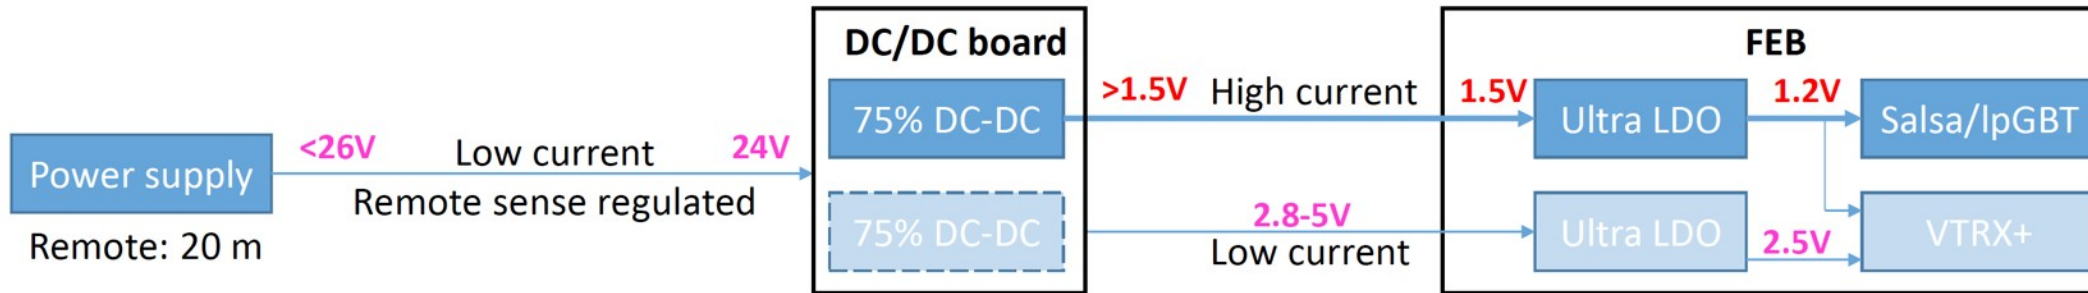 DC/DC board
FEB
>1.5V High current 1.5V
75% DC-DC
Ultra LDO
1.2V
Salsa/lpGBT
<26V Low current 24V
Power supply
Remote sense regulated
Remote: 20 m
75% DC-DC
2.8-5V
Low current
Ultra LDO
2.5V
VTRX+